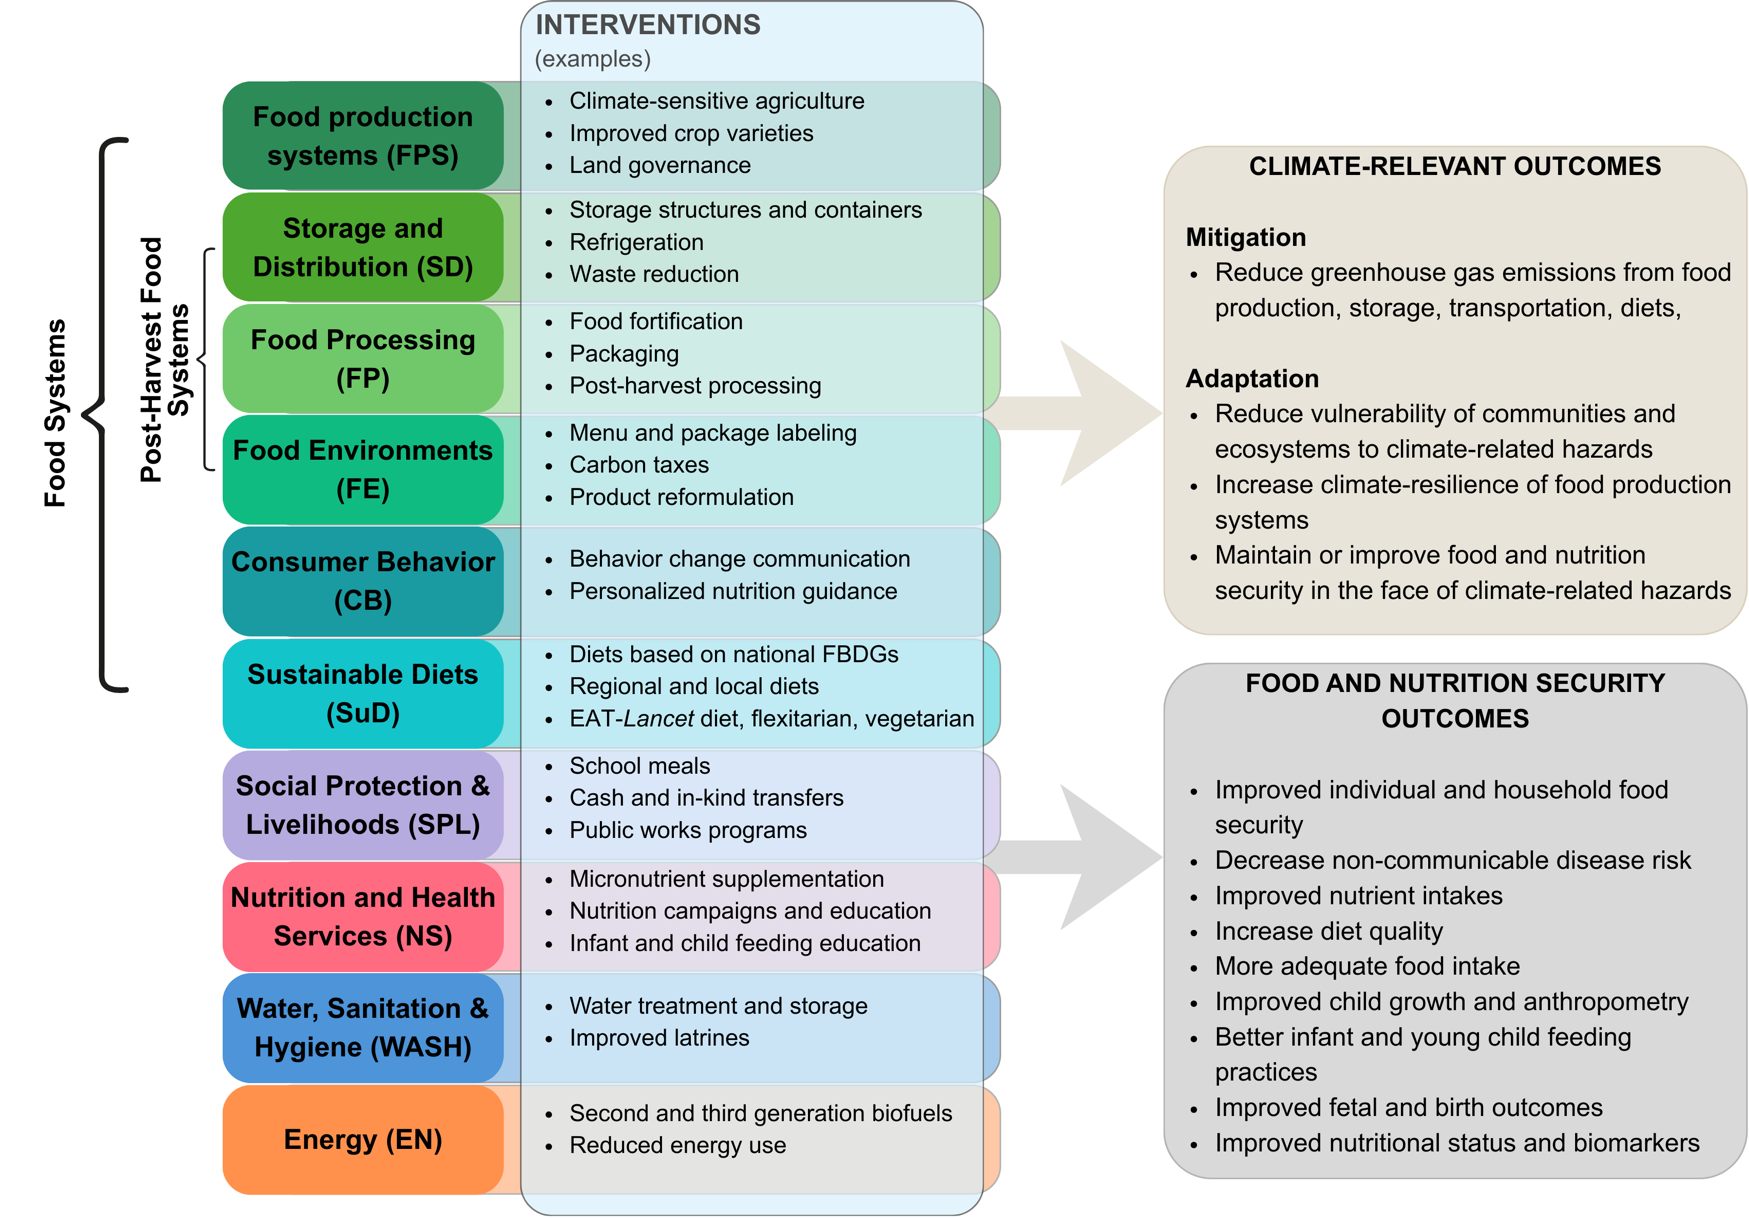 INTERVENTIONS
(examples)
Food Systems
Post-Harvest Food
Systems
Food production
systems (FPS)
• Climate-sensitive agriculture
• Improved crop varieties
• Land governance
Storage and
Distribution (SD)
• Storage structures and containers
• Refrigeration
• Waste reduction
Food Processing
(FP)
• Food fortification
• Packaging
• Post-harvest processing
Food Environments
(FE)
• Menu and package labeling
• Carbon taxes
• Product reformulation
Consumer Behavior
(CB)
• Behavior change communication
• Personalized nutrition guidance
Sustainable Diets
(SuD)
• Diets based on national FBDGs
• Regional and local diets
• EAT-Lancet diet, flexitarian, vegetarian
Social Protection &
Livelihoods (SPL)
• School meals
• Cash and in-kind transfers
• Public works programs
Nutrition and Health
Services (NS)
• Micronutrient supplementation
• Nutrition campaigns and education
• Infant and child feeding education
Water, Sanitation &
Hygiene (WASH)
• Water treatment and storage
• Improved latrines
Energy (EN)
• Second and third generation biofuels
• Reduced energy use
CLIMATE-RELEVANT OUTCOMES
Mitigation
• Reduce greenhouse gas emissions from food
production, storage, transportation, diets,
Adaptation
• Reduce vulnerability of communities and
ecosystems to climate-related hazards
• Increase climate-resilience of food production
systems
• Maintain or improve food and nutrition
security in the face of climate-related hazards
FOOD AND NUTRITION SECURITY
OUTCOMES
• Improved individual and household food
security
• Decrease non-communicable disease risk
• Improved nutrient intakes
• Increase diet quality
• More adequate food intake
• Improved child growth and anthropometry
• Better infant and young child feeding
practices
• Improved fetal and birth outcomes
• Improved nutritional status and biomarkers